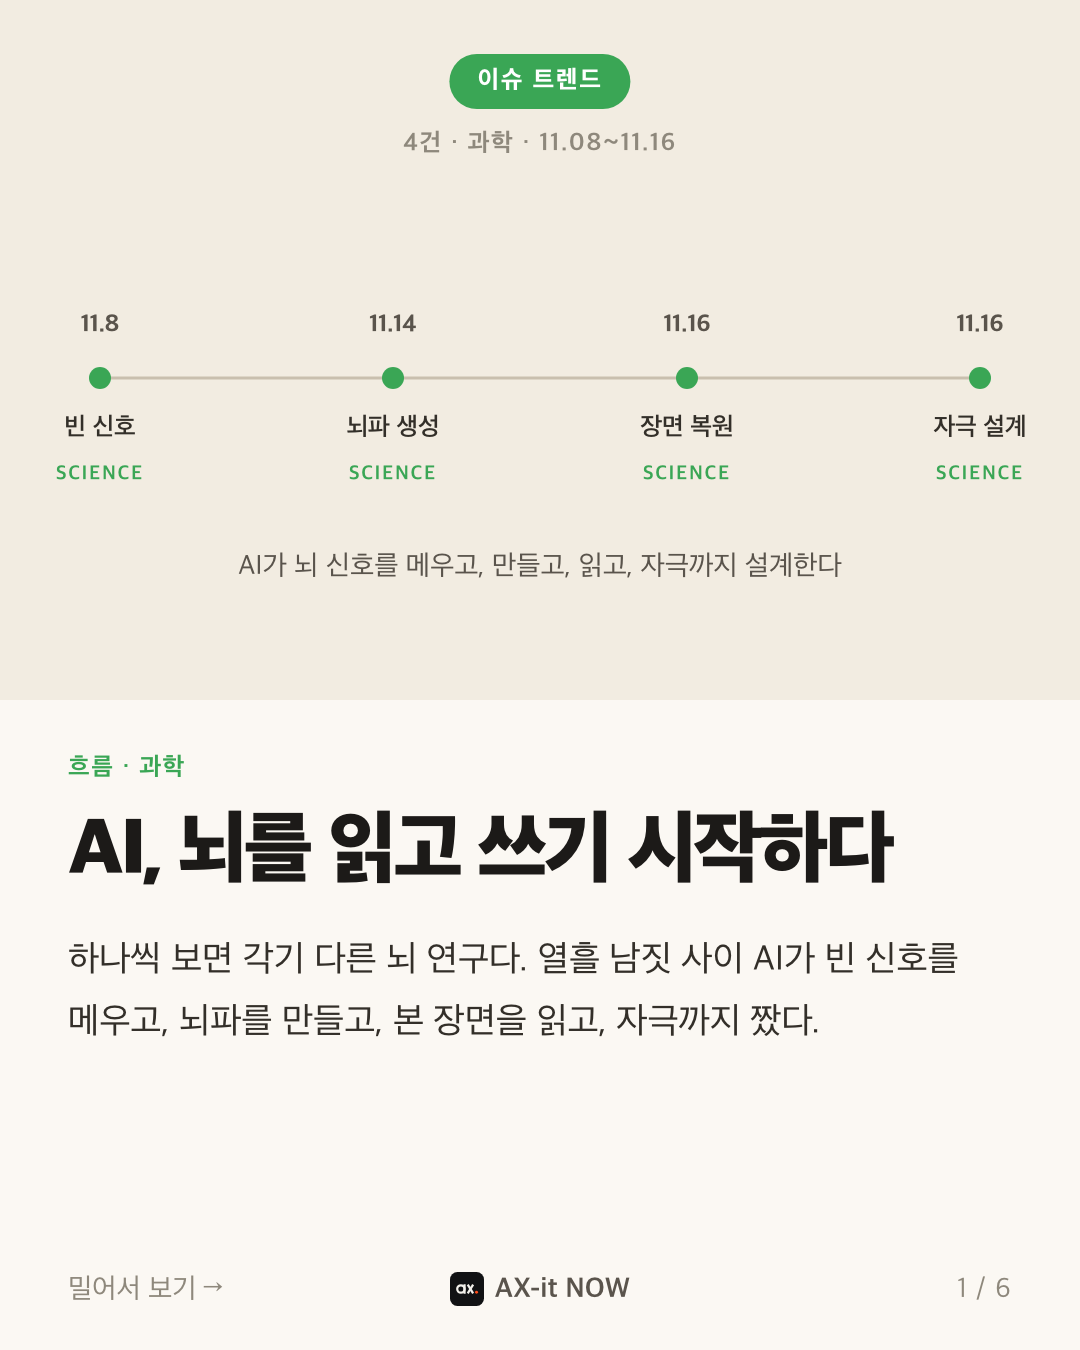 이슈 트렌드
4건 · 과학 · 11.08~11.16
11.8 11.14 11.16 11.16
빈 신호 뇌파 생성 장면 복원 자극 설계
SCIENCE SCIENCE SCIENCE SCIENCE
AI가 뇌 신호를 메우고, 만들고, 읽고, 자극까지 설계한다
흐름 · 과학
AI, 뇌를 읽고 쓰기 시작하다
하나씩 보면 각기 다른 뇌 연구다. 열흘 남짓 사이 AI가 빈 신호를
메우고, 뇌파를 만들고, 본 장면을 읽고, 자극까지 짰다.
밀어서 보기 → ax. AX-it NOW 1 / 6